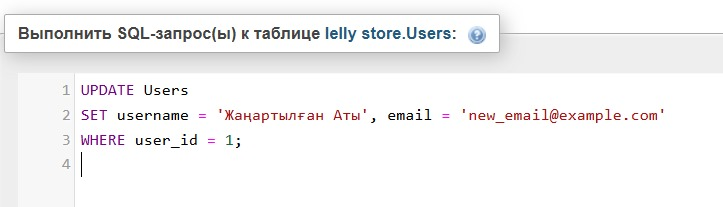 Выполнить SQL-запрос(ы) к таблице lelly store.Users:
1 UPDATE Users
2 SET username = 'Жаңартылған Аты', email = 'new_email@example.com'
3 WHERE user_id = 1;
4